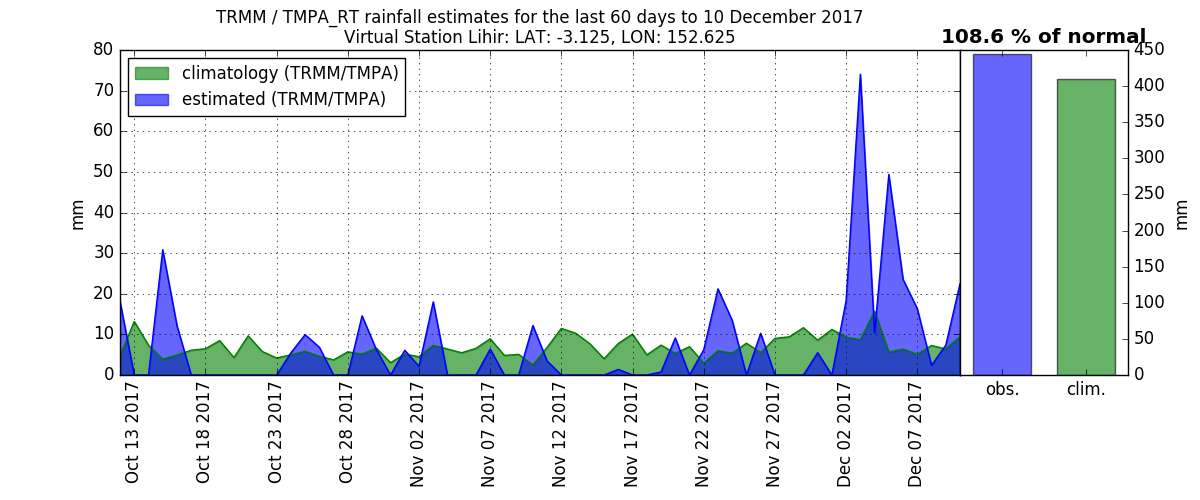 TRMM / TMPA_RT rainfall estimates for the last 60 days to 10 December 2017
Virtual Station Lihir: LAT: -3.125, LON: 152.625
108.6 % of normal
climatology (TRMM/TMPA)
estimated (TRMM/TMPA)
80
70
60
50
40
30
20
10
0
mm
Oct 13 2017
Oct 18 2017
Oct 23 2017
Oct 28 2017
Nov 02 2017
Nov 07 2017
Nov 12 2017
Nov 17 2017
Nov 22 2017
Nov 27 2017
Dec 02 2017
Dec 07 2017
obs.
clim.
450
400
350
300
250
200
150
100
50
0
mm